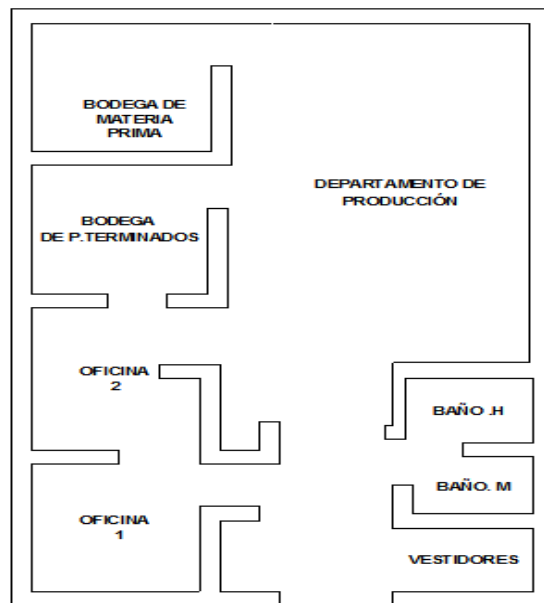 BODEGA DE
MATERIA
PRIMA
DEPARTAMENTO DE
PRODUCCIÓN
BODEGA
DE P.TERMINADOS
OFICINA
2
BAÑO .H
BAÑO. M
OFICINA
1
VESTIDORES